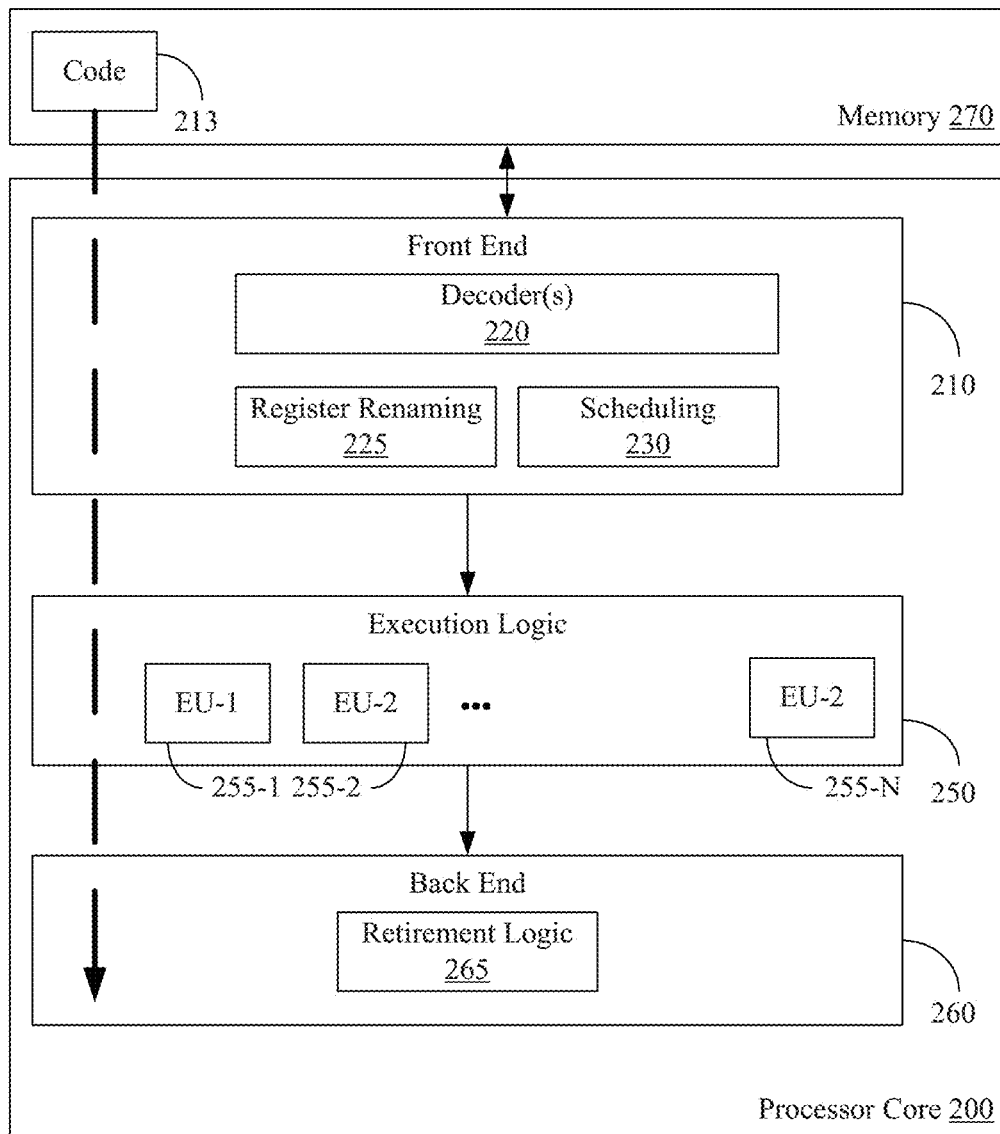 Code
213
Memory 270
Front End
Decoder(s)
220
210
Register Renaming
225
Scheduling
230
Execution Logic
EU-1
EU-2
...
EU-2
255-1
255-2
255-N
250
Back End
Retirement Logic
265
260
Processor Core 200